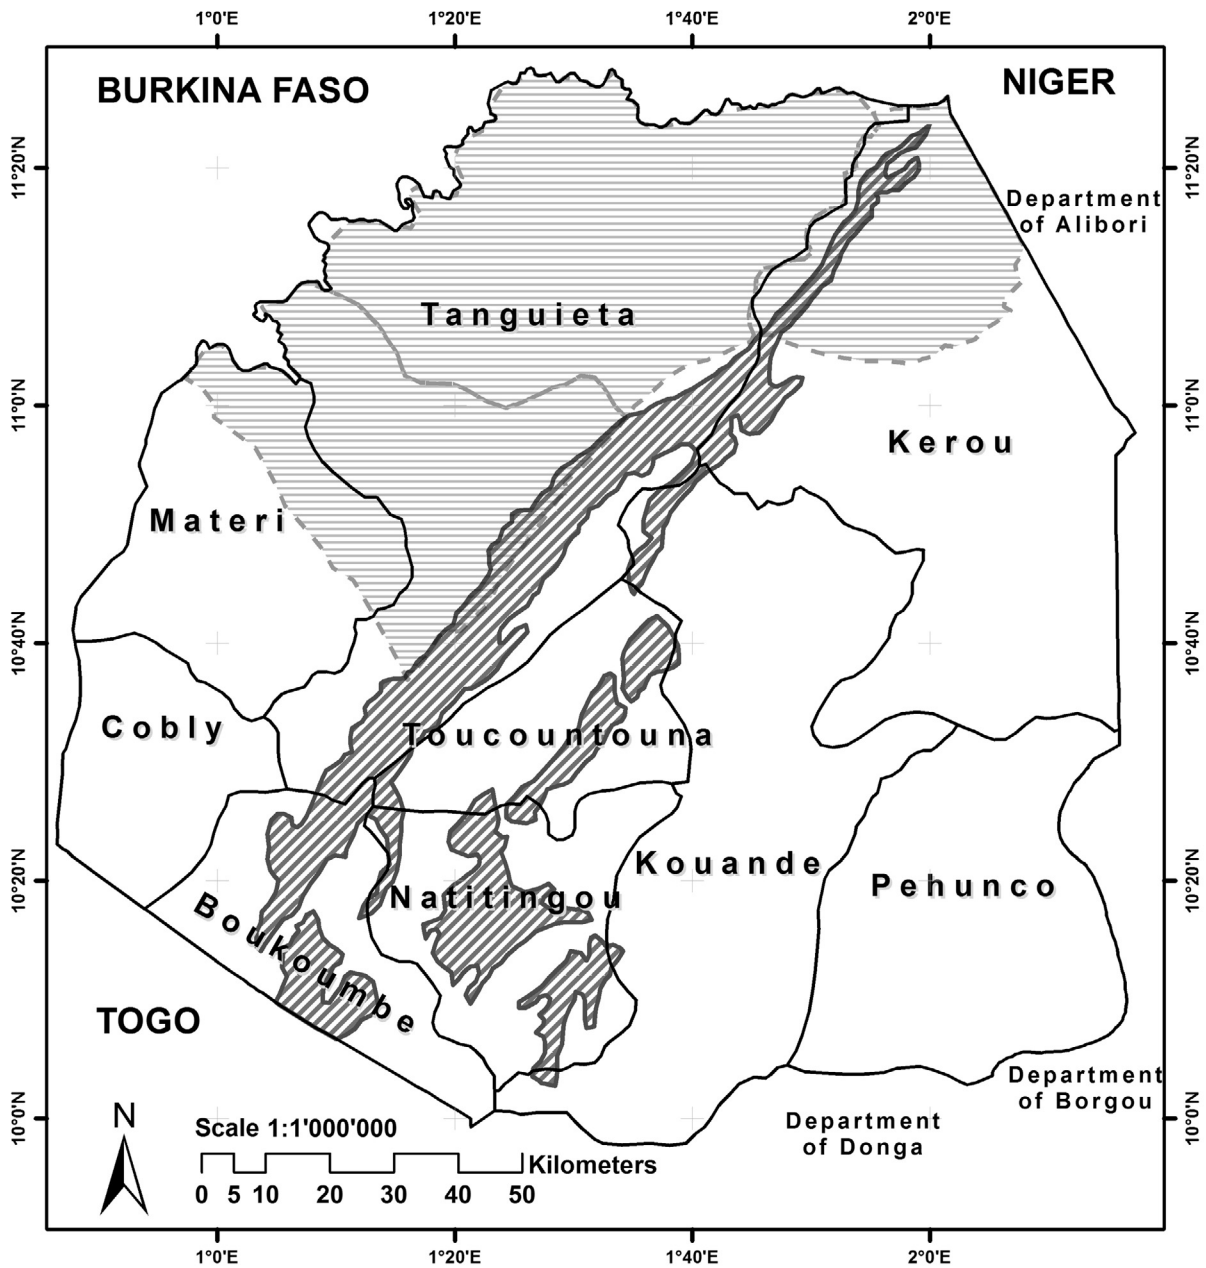 1°0'E 1°20'E 1°40'E 2°0'E
BURKINA FASO
NIGER
11°20'N
11°20'N
Department
of Alibori
Tanguieta
11°0'N
11°0'N
Kerou
Materi
10°40'N
10°40'N
Cobly
Toucountouna
Kouande
Pehunco
10°20'N
10°20'N
Natitingou
Boukoumbe
TOGO
Department
of Borgou
10°0'N
10°0'N
Department
of Donga
N
Scale 1:1'000'000
Kilometers
0 5 10 20 30 40 50
1°0'E 1°20'E 1°40'E 2°0'E